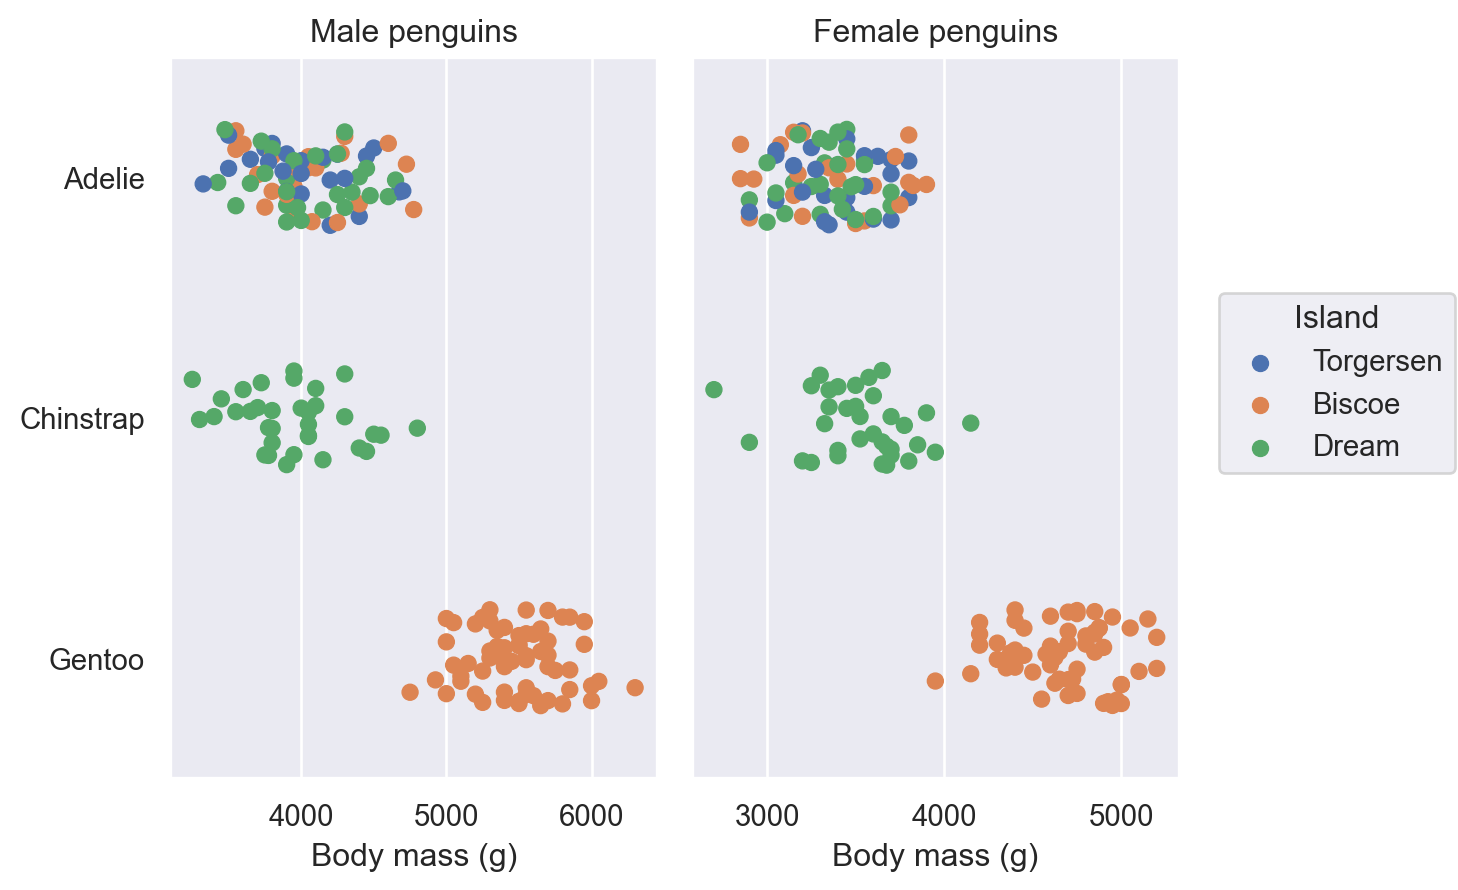 Male penguins
Female penguins
Adelie
Chinstrap
Gentoo
4000 5000 6000
Body mass (g)
3000 4000 5000
Body mass (g)
Island
Torgersen
Biscoe
Dream